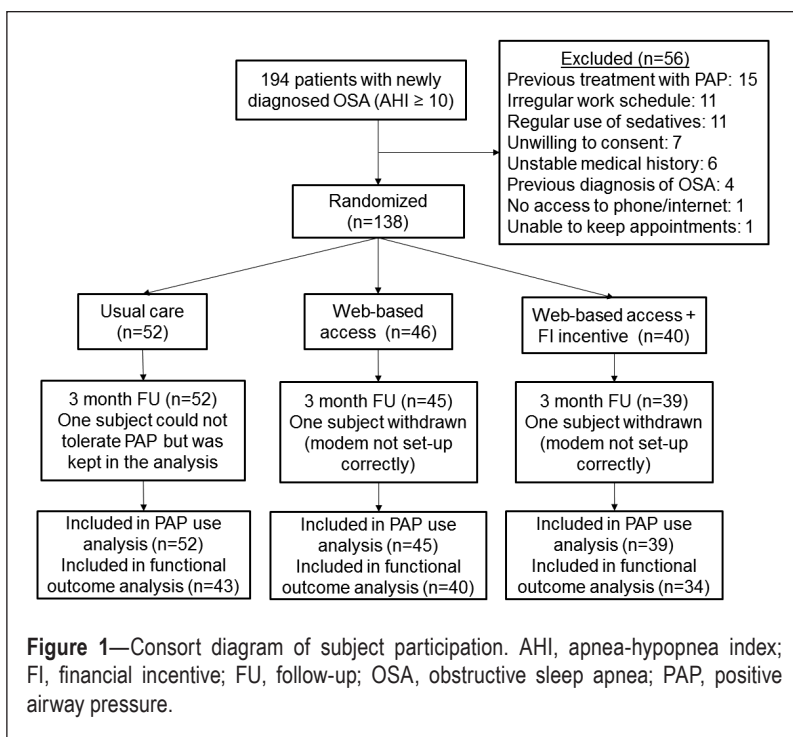 194 patients with newly
diagnosed OSA (AHI ≥ 10)
Excluded (n=56)
Previous treatment with PAP: 15
Irregular work schedule: 11
Regular use of sedatives: 11
Unwilling to consent: 7
Unstable medical history: 6
Previous diagnosis of OSA: 4
No access to phone/internet: 1
Unable to keep appointments: 1
Randomized
(n=138)
Usual care
(n=52)
Web-based
access (n=46)
Web-based access +
FI incentive (n=40)
3 month FU (n=52)
One subject could not
tolerate PAP but was
kept in the analysis
3 month FU (n=45)
One subject withdrawn
(modem not set-up
correctly)
3 month FU (n=39)
One subject withdrawn
(modem not set-up
correctly)
Included in PAP use
analysis (n=52)
Included in functional
outcome analysis (n=43)
Included in PAP use
analysis (n=45)
Included in functional
outcome analysis (n=40)
Included in PAP use
analysis (n=39)
Included in functional
outcome analysis (n=34)
Figure 1—Consort diagram of subject participation. AHI, apnea-hypopnea index;
FI, financial incentive; FU, follow-up; OSA, obstructive sleep apnea; PAP, positive
airway pressure.